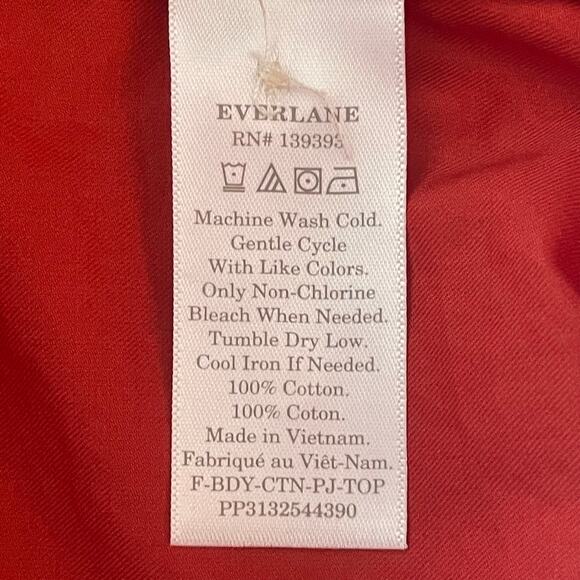 EVERLANE
RN# 139393
Machine Wash Cold.
Gentle Cycle
With Like Colors.
Only Non-Chlorine
Bleach When Needed.
Tumble Dry Low.
Cool Iron If Needed.
100% Cotton.
100% Coton.
Made in Vietnam.
Fabriqué au Viêt-Nam.
F-BDY-CTN-PJ-TOP
PP3132544390